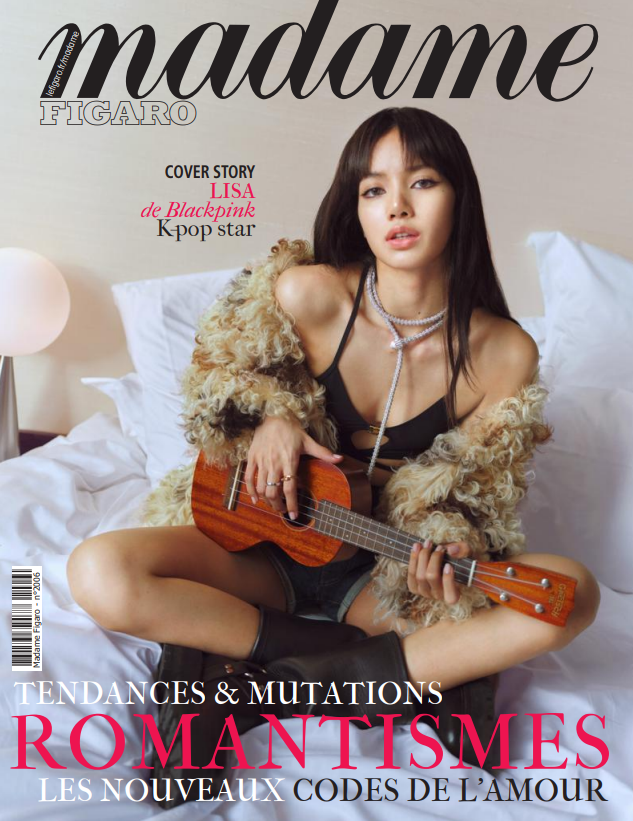 madame
lefigaro.fr/madame
FIGARO
COVER STORY
LISA
de Blackpink
K-pop star
Madame Figaro - n°2006
TENDANCES & MUTATIONS
ROMANTISMES
LES NOUVEAUX CODES DE L'AMOUR